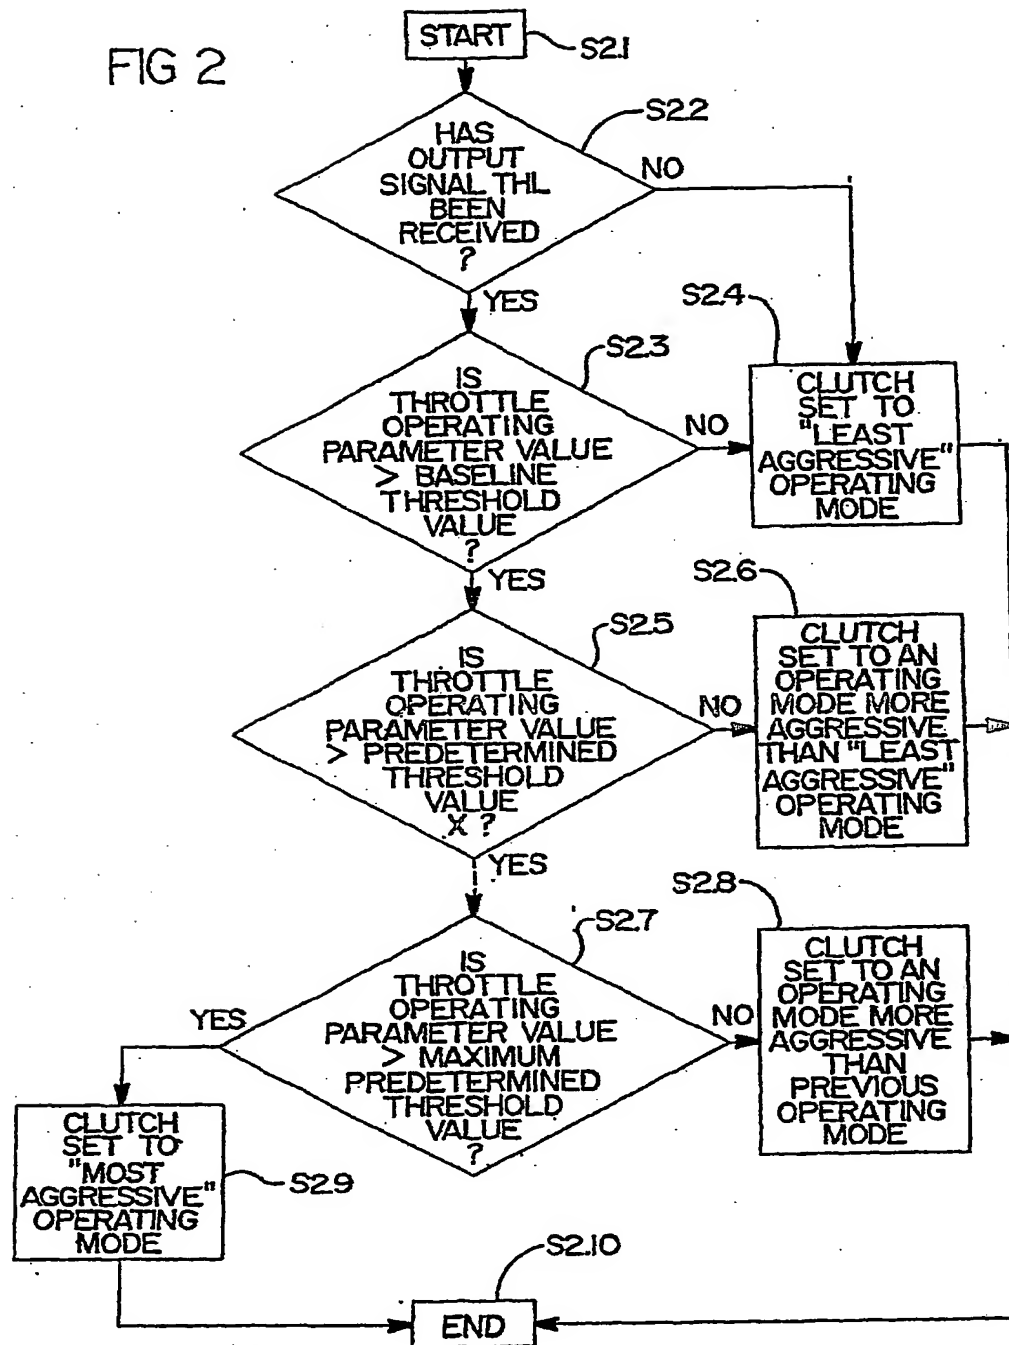 FIG 2
START
S2.1
HAS
OUTPUT
SIGNAL THL
BEEN
RECEIVED
?
S2.2
NO
YES
IS
THROTTLE
OPERATING
PARAMETER VALUE
> BASELINE
THRESHOLD
VALUE
?
S2.3
NO
S2.4
CLUTCH
SET TO
"LEAST
AGGRESSIVE"
OPERATING
MODE
YES
IS
THROTTLE
OPERATING
PARAMETER VALUE
> PREDETERMINED
THRESHOLD
VALUE
X ?
S2.5
NO
S2.6
CLUTCH
SET TO AN
OPERATING
MODE MORE
AGGRESSIVE
THAN "LEAST
AGGRESSIVE"
OPERATING
MODE
YES
IS
THROTTLE
OPERATING
PARAMETER VALUE
> MAXIMUM
PREDETERMINED
THRESHOLD
VALUE
?
S2.7
NO
S2.8
CLUTCH
SET TO AN
OPERATING
MODE MORE
AGGRESSIVE
THAN
PREVIOUS
OPERATING
MODE
YES
CLUTCH
SET TO
"MOST
AGGRESSIVE"
OPERATING
MODE
S2.9
S2.10
END